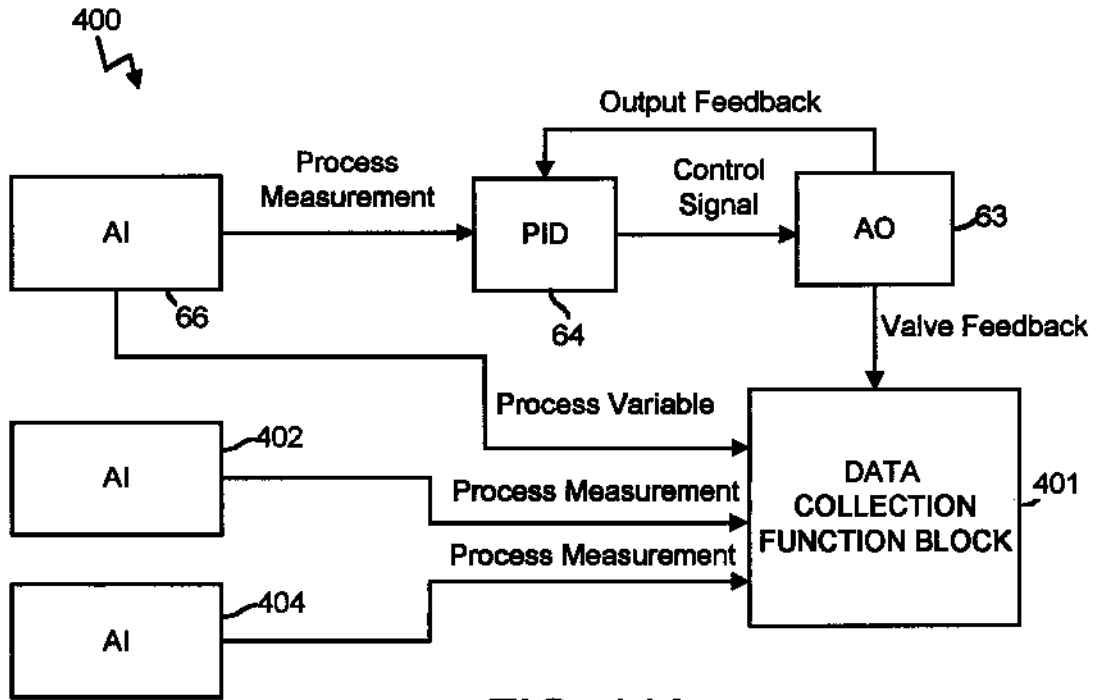 400
Output Feedback
Process
Measurement
Control
Signal
AI
PID
AO
63
66
64
Valve Feedback
Process Variable
AI
402
Process Measurement
DATA
COLLECTION
FUNCTION BLOCK
401
Process Measurement
AI
404